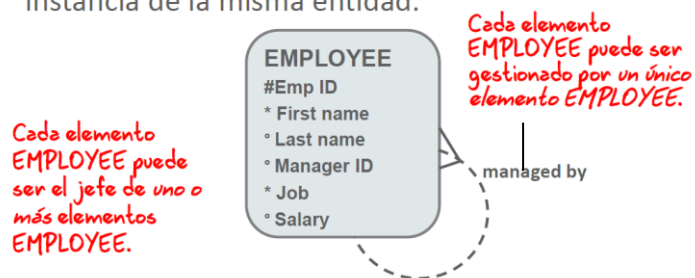 instancia de la misma entidad.
EMPLOYEE
#Emp ID
* First name
° Last name
° Manager ID
* Job
° Salary
Cada elemento
EMPLOYEE puede ser
gestionado por un único
elemento EMPLOYEE.
managed by
Cada elemento
EMPLOYEE puede
ser el jefe de uno o
más elementos
EMPLOYEE.